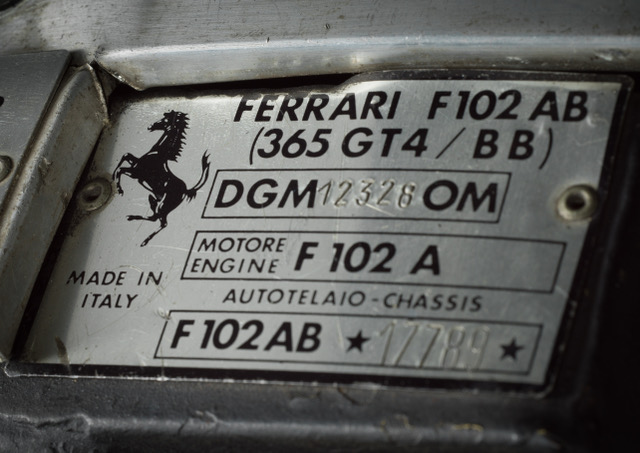 FERRARI F102 AB
(365 GT4 / BB)
DGM 12328 OM
MOTORE
ENGINE F 102 A
MADE IN
ITALY
AUTOTELAIO-CHASSIS
F102AB ★ 17789 ★